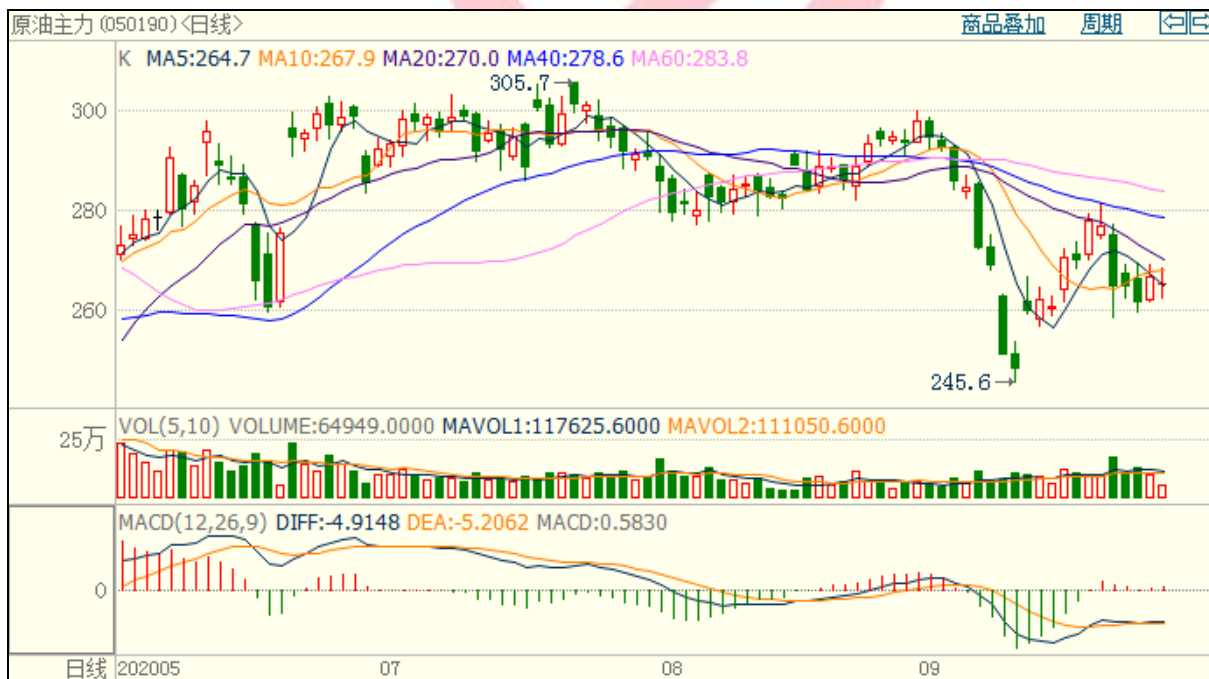 原油主力(050190)<日线> 商品叠加 周期
K MA5:264.7 MA10:267.9 MA20:270.0 MA40:278.6 MA60:283.8
305.7
300
280
260
245.6
VOL(5,10) VOLUME:64949.0000 MAVOL1:117625.6000 MAVOL2:111050.6000
25万
MACD(12,26,9) DIFF:-4.9148 DEA:-5.2062 MACD:0.5830
0
日线 202005 07 08 09